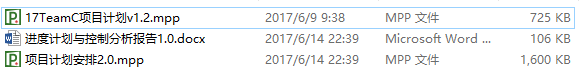 17TeamC项目计划v1.2.mpp 2017/6/9 9:38 MPP 文件 725 KB
进度计划与控制分析报告1.0.docx 2017/6/14 22:39 Microsoft Word ... 106 KB
项目计划安排2.0.mpp 2017/6/14 22:39 MPP 文件 1,600 KB